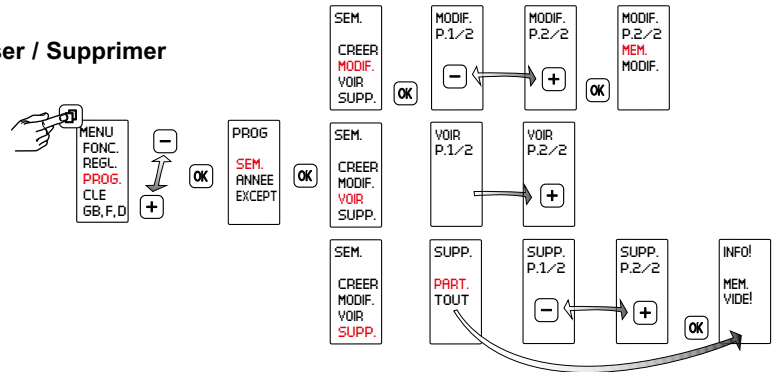 / Supprimer
SEM.
CREER
MODIF.
VOIR
SUPP.
OK
MODIF.
P.1/2
-
MODIF.
P.2/2
+
OK
MODIF.
P.2/2
MEM.
MODIF.
MENU
FONC.
REGL.
PROG.
CLE
GB,F,D
-
+
OK
PROG
SEM.
ANNEE
EXCEPT
OK
SEM.
CREER
MODIF.
VOIR
SUPP.
VOIR
P.1/2
VOIR
P.2/2
+
SEM.
CREER
MODIF.
VOIR
SUPP.
SUPP.
PART.
TOUT
SUPP.
P.1/2
-
SUPP.
P.2/2
+
OK
INFO!
MEM.
VIDE!